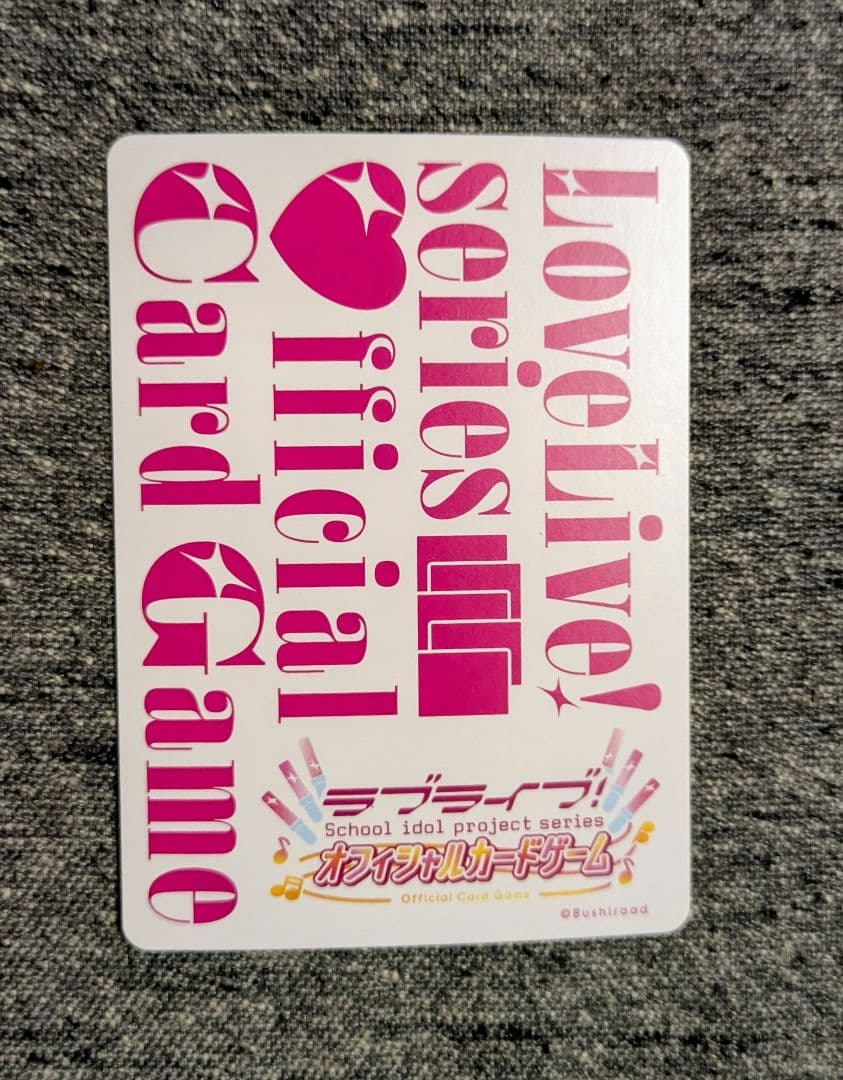 LoveLive!
series
♥fficial
Card Game
ラブライブ!
School idol project series
オフィシャルカードゲーム
Official Card Game
©Bushiroad